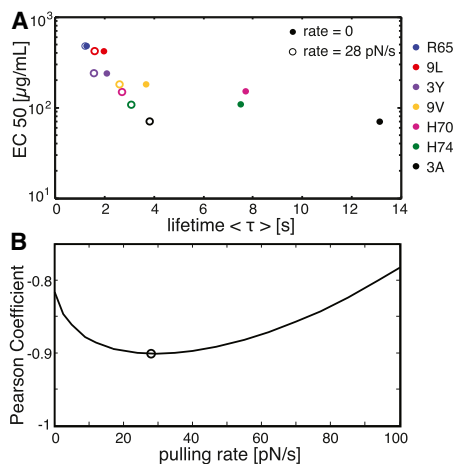 A
EC 50 [µg/mL]
10³
10²
10¹
rate = 0
rate = 28 pN/s
R65
9L
3Y
9V
H70
H74
3A
0 2 4 6 8 10 12 14
lifetime < τ > [s]
B
Pearson Coefficient
-0.8
-0.9
-1
0 20 40 60 80 100
pulling rate [pN/s]